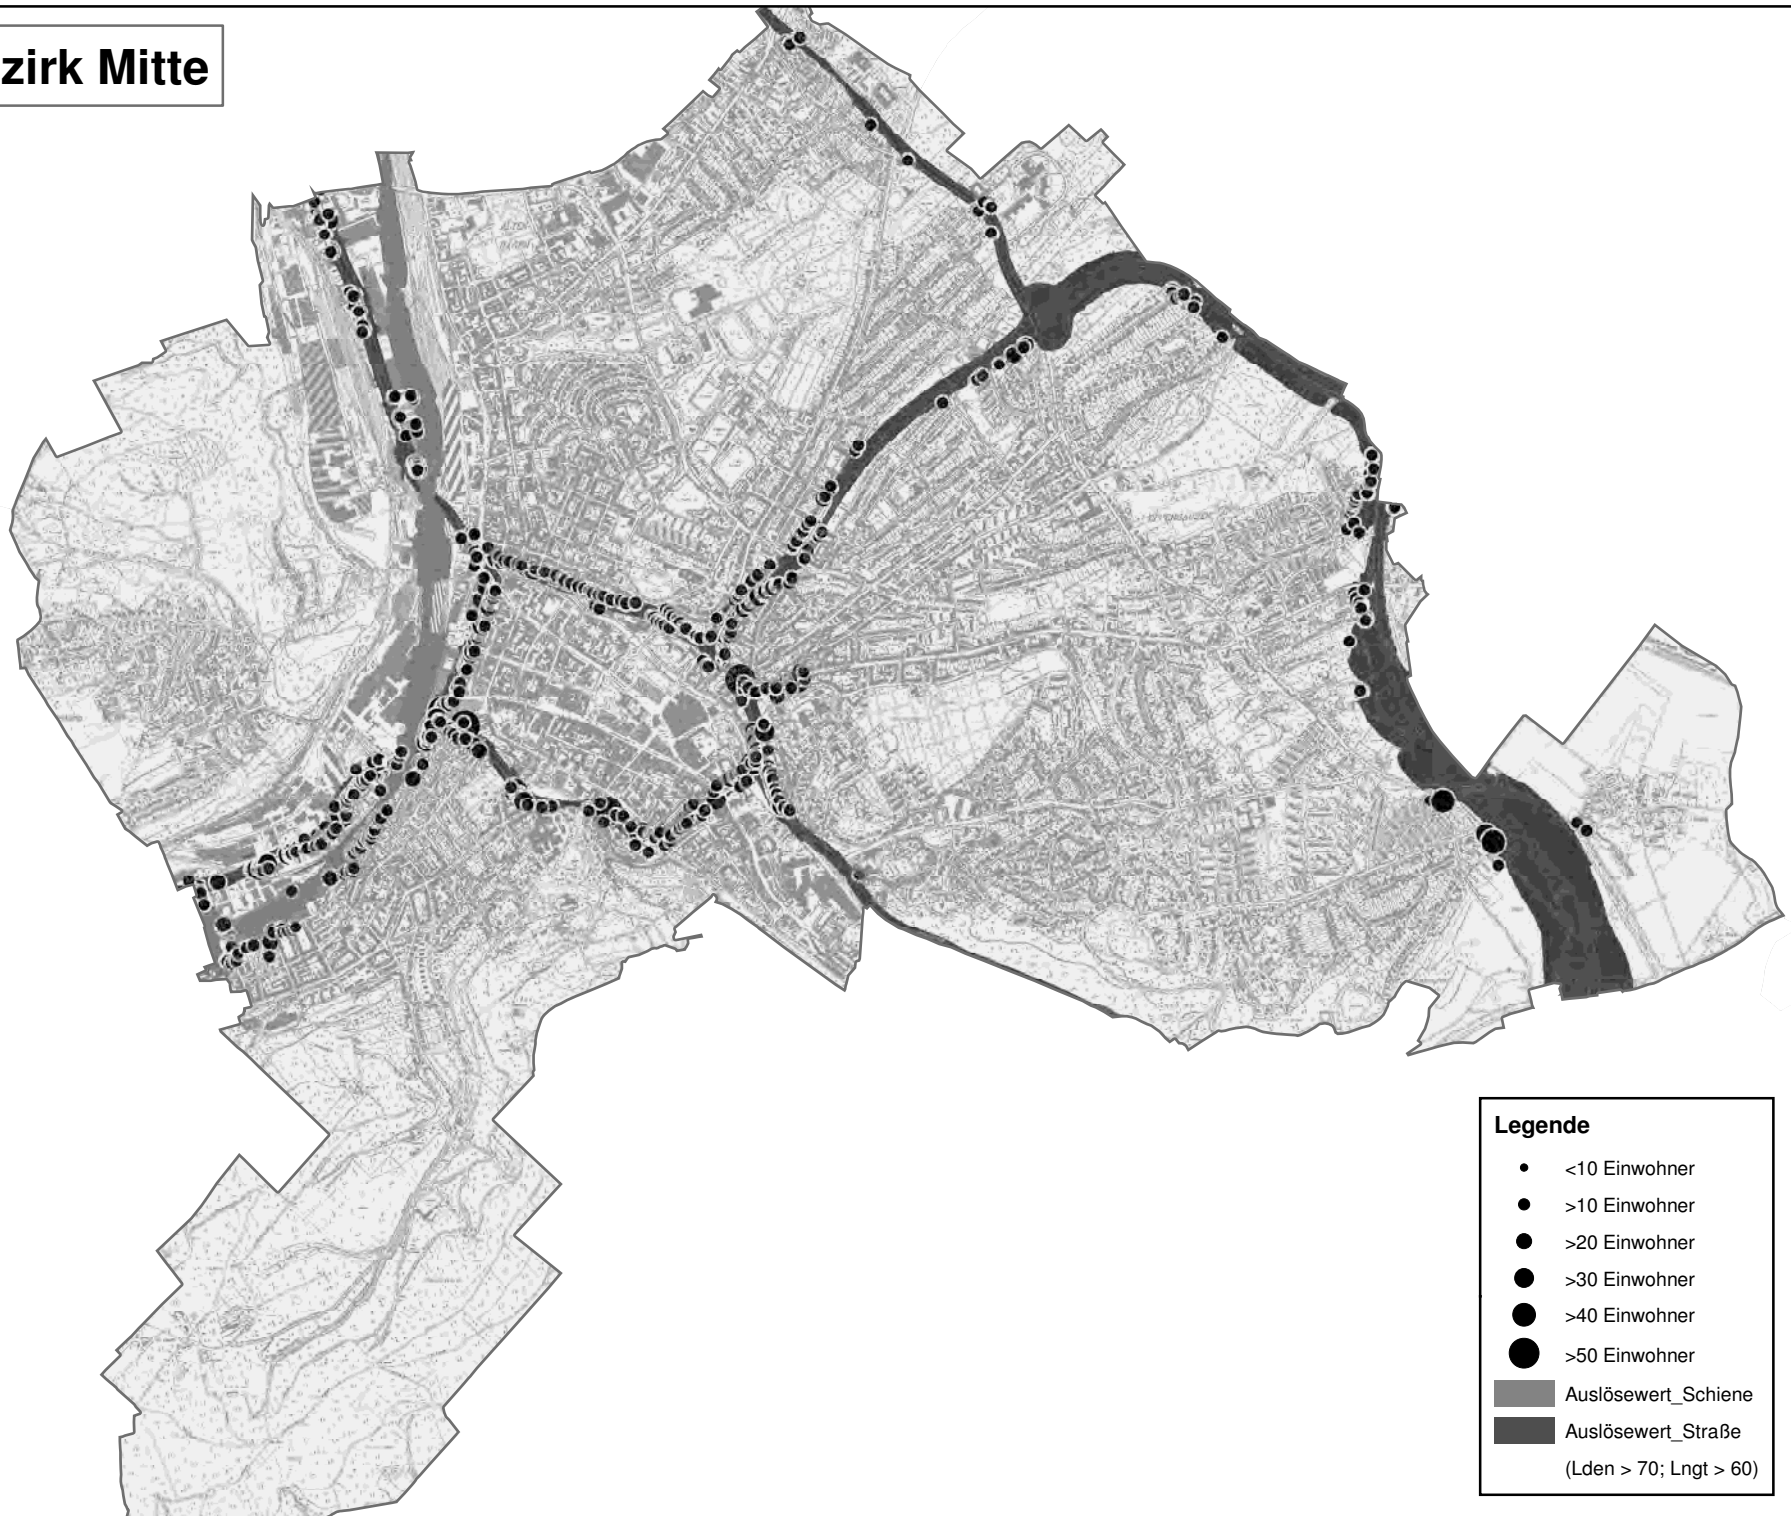 zirk Mitte
Legende
<10 Einwohner
>10 Einwohner
>20 Einwohner
>30 Einwohner
>40 Einwohner
>50 Einwohner
Auslösewert_Schiene
Auslösewert_Straße
(Lden > 70; Lngt > 60)